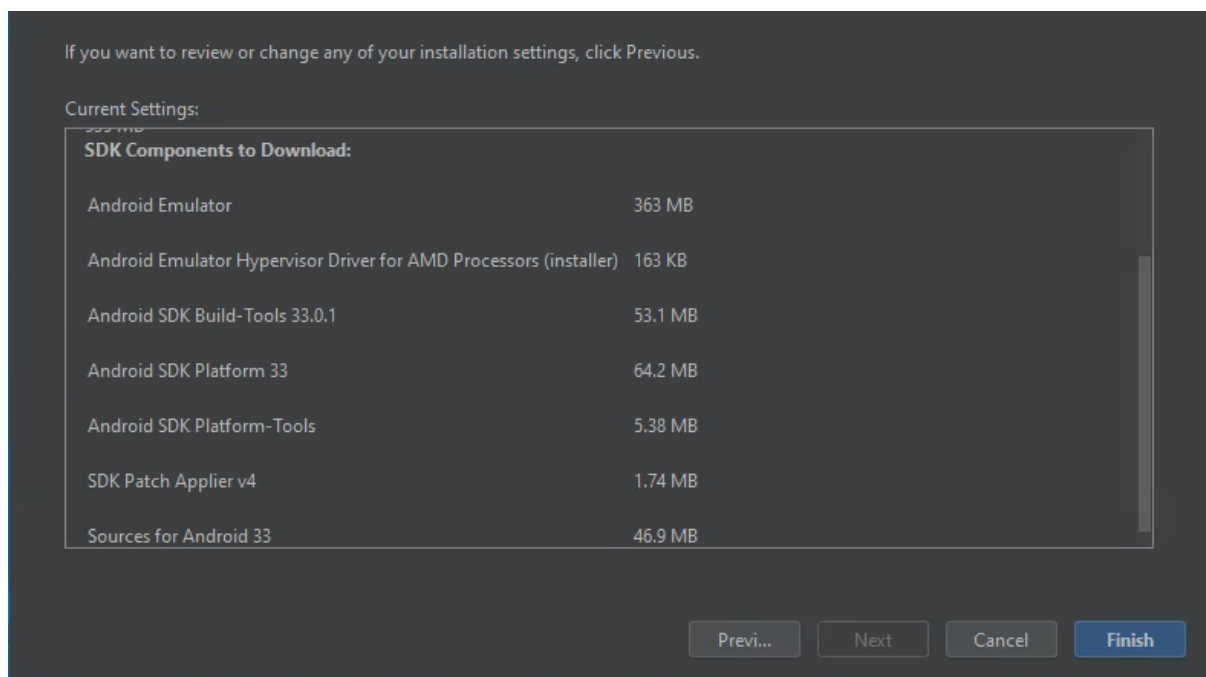 If you want to review or change any of your installation settings, click Previous.
Current Settings:
SDK Components to Download:
Android Emulator 363 MB
Android Emulator Hypervisor Driver for AMD Processors (installer) 163 KB
Android SDK Build-Tools 33.0.1 53.1 MB
Android SDK Platform 33 64.2 MB
Android SDK Platform-Tools 5.38 MB
SDK Patch Applier v4 1.74 MB
Sources for Android 33 46.9 MB
Previ... Next Cancel Finish